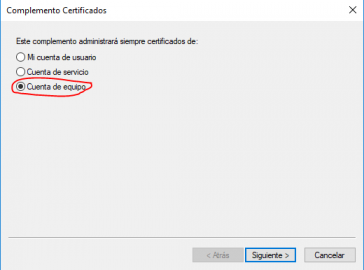 Complemento Certificados
Este complemento administrará siempre certificados de:
Mi cuenta de usuario
Cuenta de servicio
Cuenta de equipo
< Atrás
Siguiente >
Cancelar